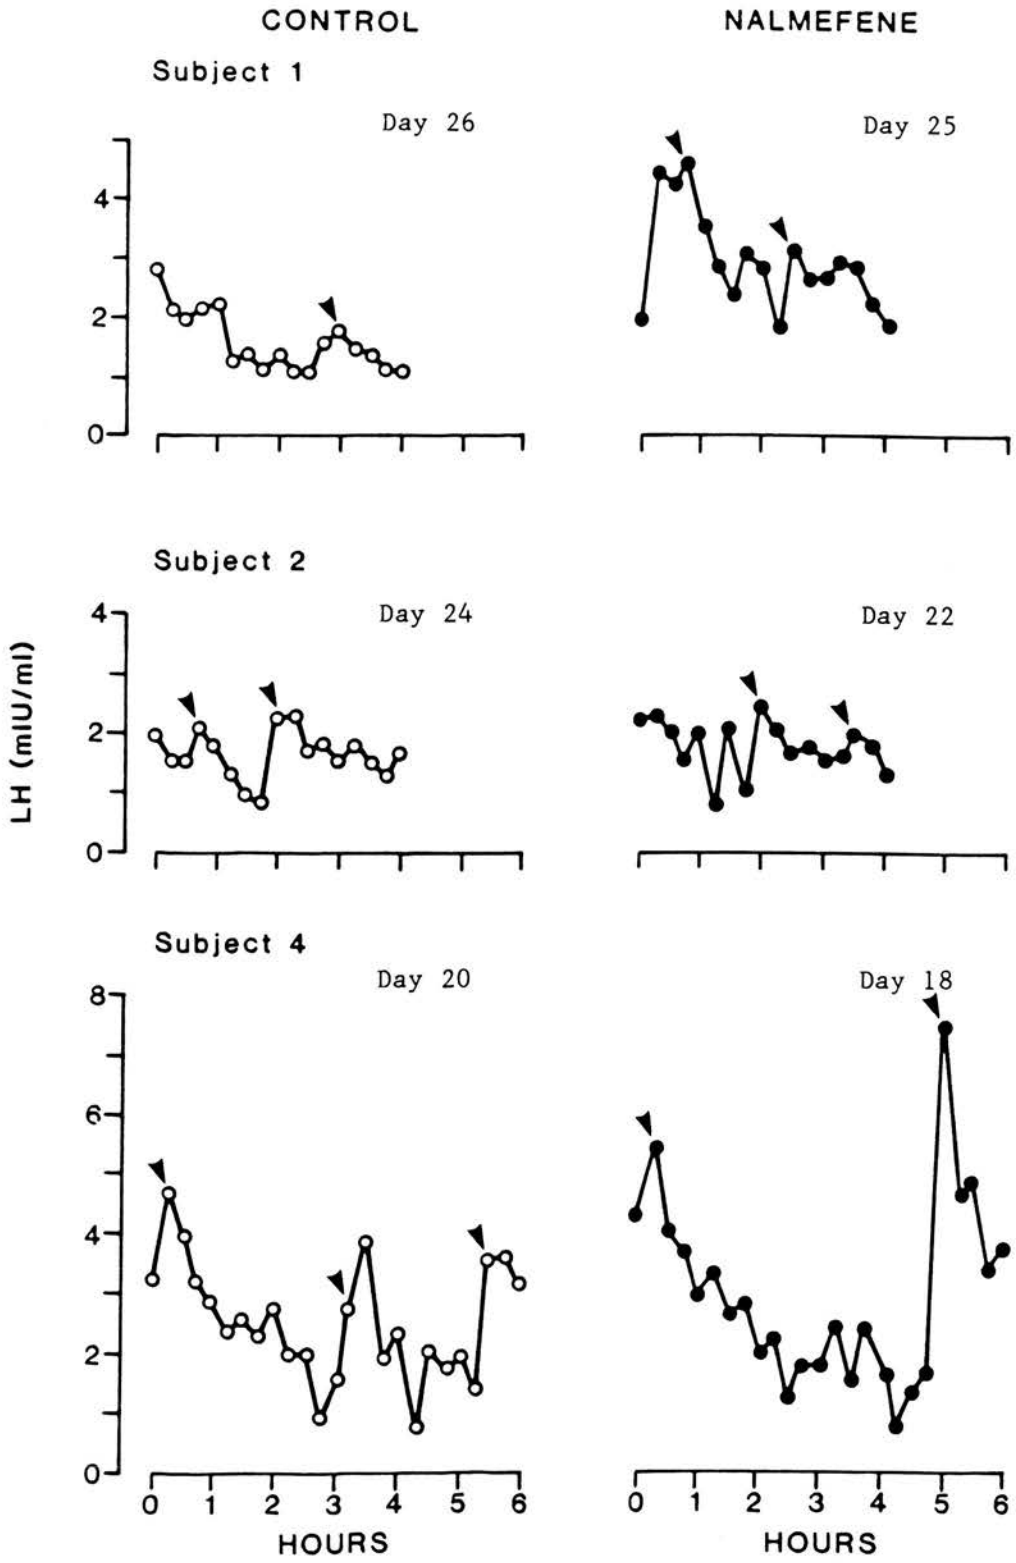 CONTROL NALMEFENE
Subject 1
Day 26 Day 25
4
2
0
Subject 2
4 Day 24 Day 22
2
0
LH (mIU/ml)
Subject 4
8 Day 20 Day 18
6
4
2
0
0 1 2 3 4 5 6 0 1 2 3 4 5 6
HOURS HOURS